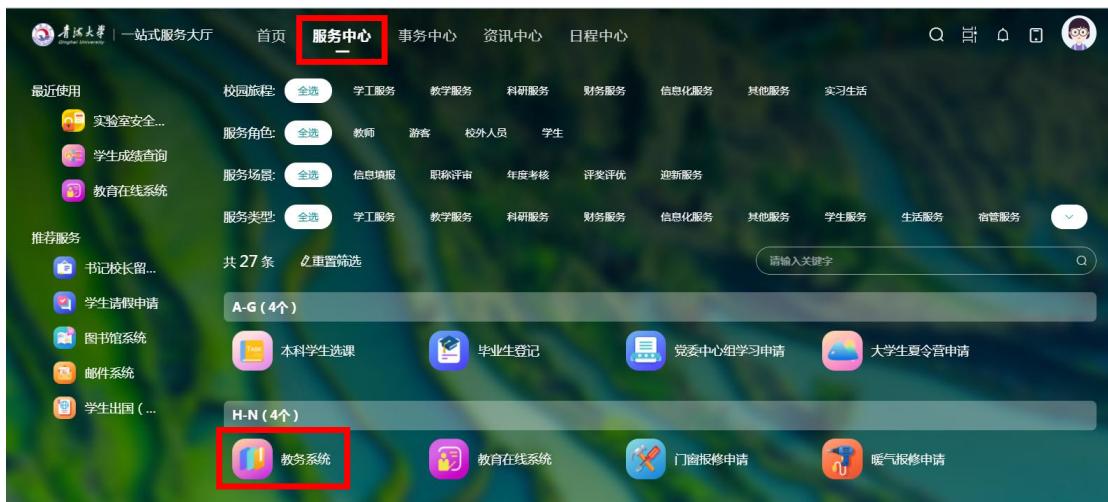 青海大学 一站式服务大厅 首页 服务中心 事务中心 资讯中心 日程中心
Qinghai University
最近使用
实验室安全...
学生成绩查询
教育在线系统
推荐服务
书记校长留...
学生请假申请
图书馆系统
邮件系统
学生出国 ( ...
校园旅程: 全选 学工服务 教学服务 科研服务 财务服务 信息化服务 其他服务 实习生活
服务角色: 全选 教师 游客 校外人员 学生
服务场景: 全选 信息填报 职称评审 年度考核 评奖评优 迎新服务
服务类型: 全选 学工服务 教学服务 科研服务 财务服务 信息化服务 其他服务 学生服务 生活服务 宿管服务
共 27 条 重置筛选 请输入关键字
A-G ( 4个 )
本科学生选课 毕业生登记 党委中心组学习申请 大学生夏令营申请
H-N ( 4个 )
教务系统 教育在线系统 门窗报修申请 暖气报修申请